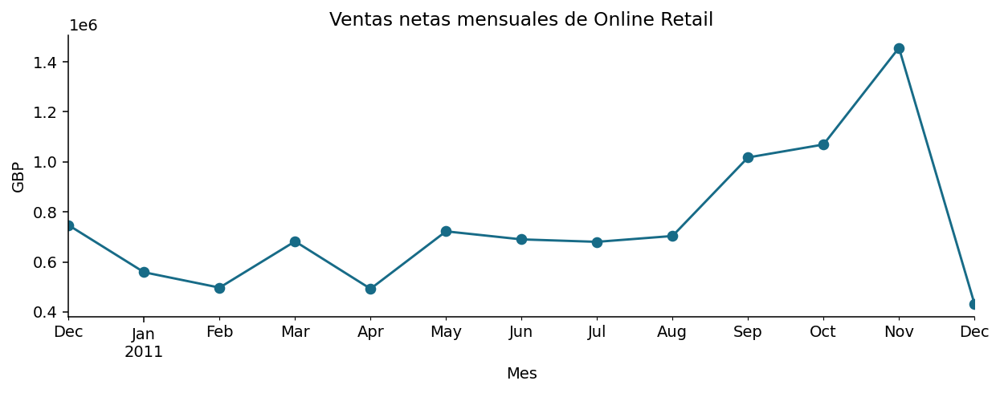 Ventas netas mensuales de Online Retail
1e6
1.4
1.2
1.0
0.8
0.6
0.4
GBP
Dec Jan Feb Mar Apr May Jun Jul Aug Sep Oct Nov Dec
2011
Mes